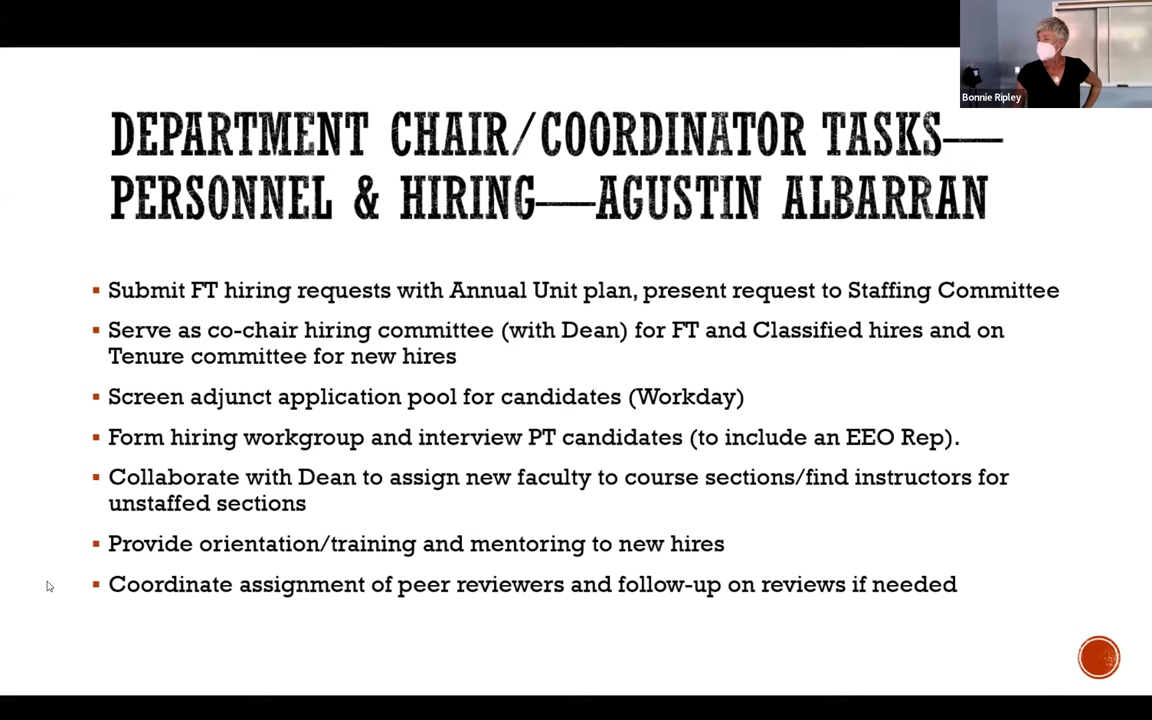 Bonnie Ripley
DEPARTMENT CHAIR/COORDINATOR TASKS—
PERSONNEL & HIRING—AGUSTIN ALBARRAN
▪ Submit FT hiring requests with Annual Unit plan, present request to Staffing Committee
▪ Serve as co-chair hiring committee (with Dean) for FT and Classified hires and on
Tenure committee for new hires
▪ Screen adjunct application pool for candidates (Workday)
▪ Form hiring workgroup and interview PT candidates (to include an EEO Rep).
▪ Collaborate with Dean to assign new faculty to course sections/find instructors for
unstaffed sections
▪ Provide orientation/training and mentoring to new hires
▪ Coordinate assignment of peer reviewers and follow-up on reviews if needed